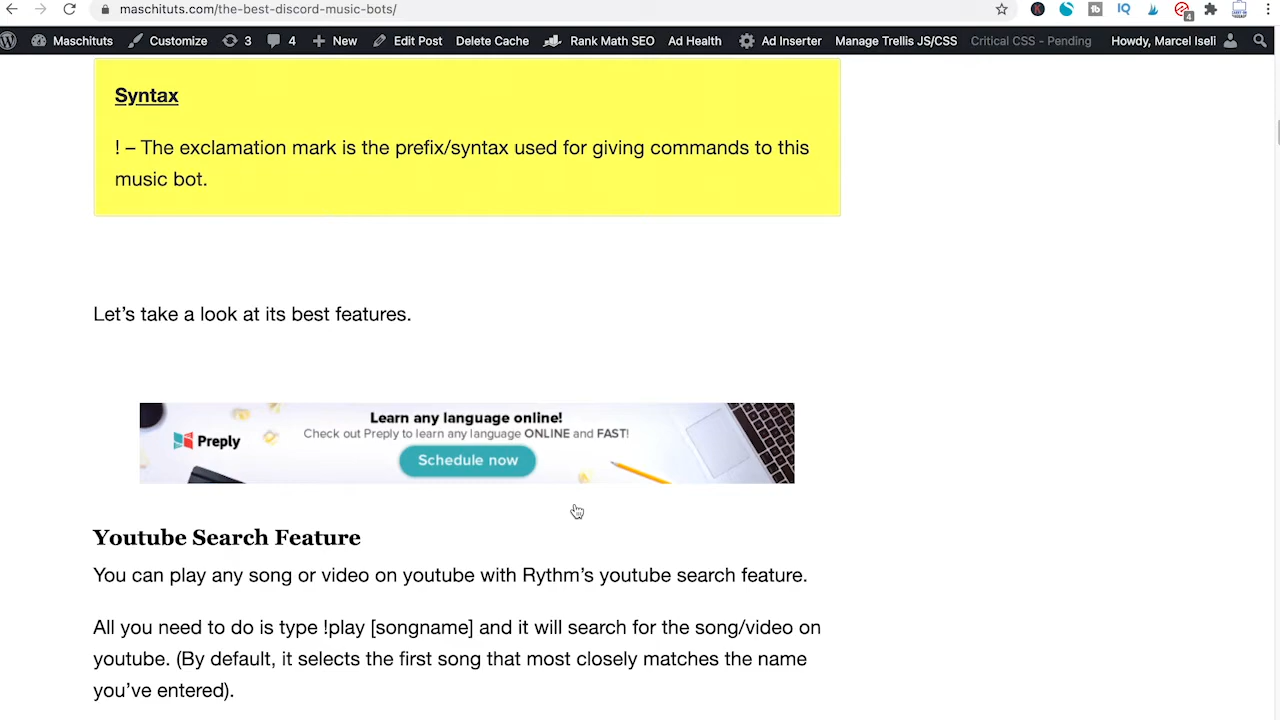 maschituts.com/the-best-discord-music-bots/
4
Maschituts Customize 3 4 New Edit Post Delete Cache Rank Math SEO Ad Health Ad Inserter Manage Trellis JS/CSS Critical CSS - Pending Howdy, Marcel Iseli
Syntax
! – The exclamation mark is the prefix/syntax used for giving commands to this
music bot.
Let's take a look at its best features.
Learn any language online!
Check out Preply to learn any language ONLINE and FAST!
Preply
Schedule now
Youtube Search Feature
You can play any song or video on youtube with Rythm's youtube search feature.
All you need to do is type !play [songname] and it will search for the song/video on
youtube. (By default, it selects the first song that most closely matches the name
you've entered).